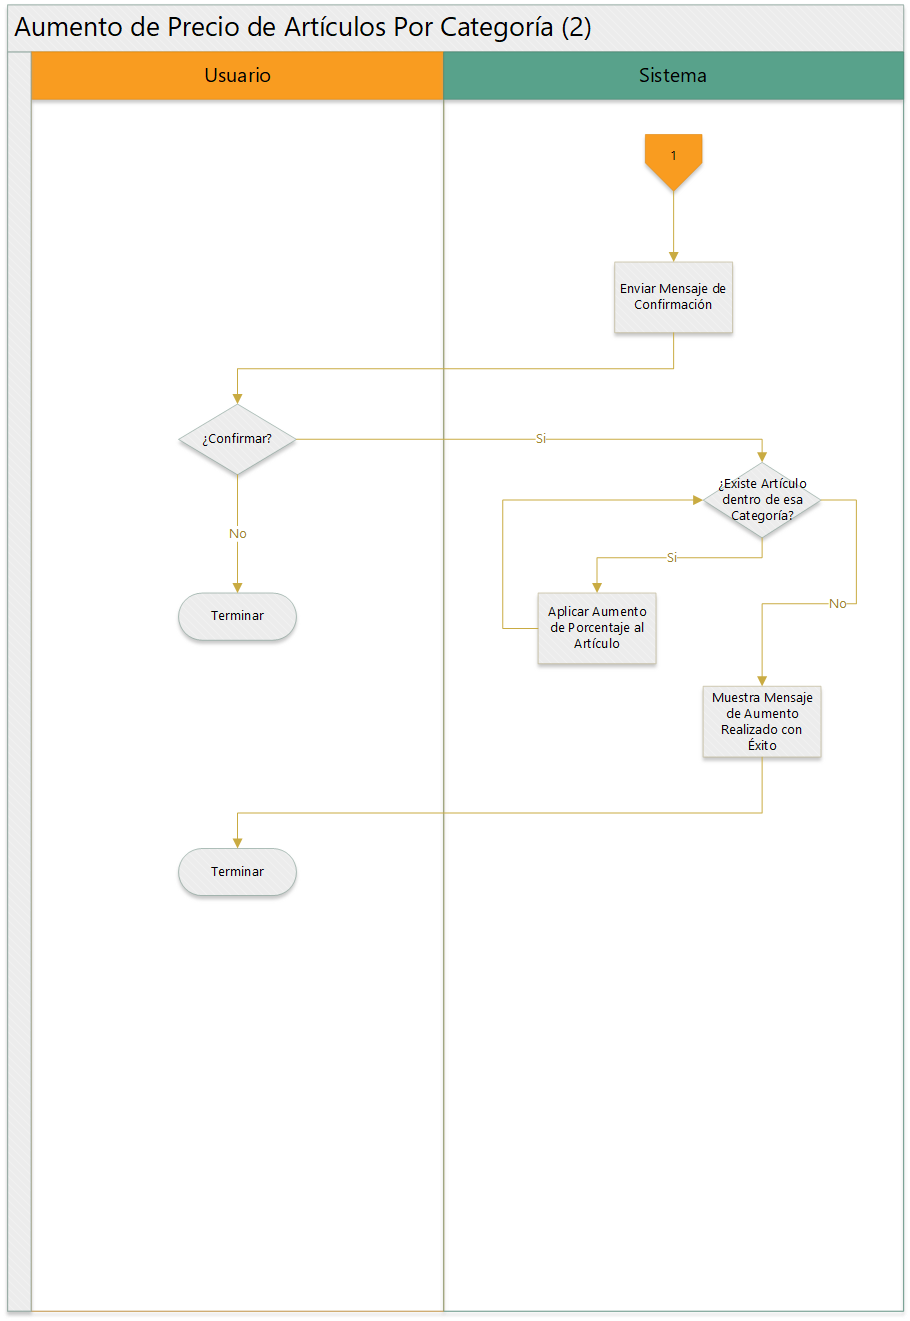 Aumento de Precio de Artículos Por Categoría (2)
Usuario
Sistema
1
Enviar Mensaje de
Confirmación
¿Confirmar?
Si
¿Existe Artículo
dentro de esa
Categoría?
No
Si
Aplicar Aumento
de Porcentaje al
Artículo
No
Terminar
Muestra Mensaje
de Aumento
Realizado con
Éxito
Terminar